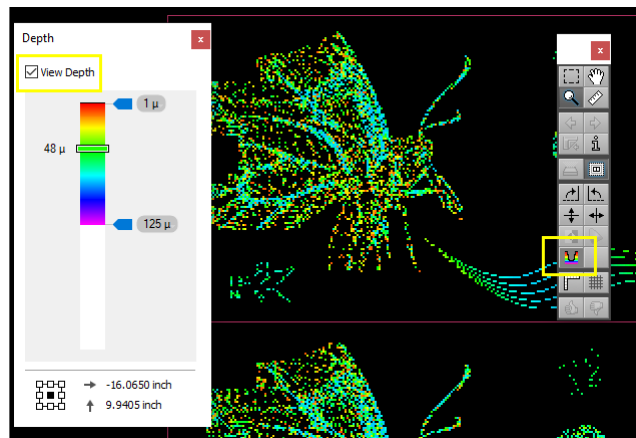 Depth
View Depth
1 µ
48 µ
125 µ
-16.0650 inch
9.9405 inch